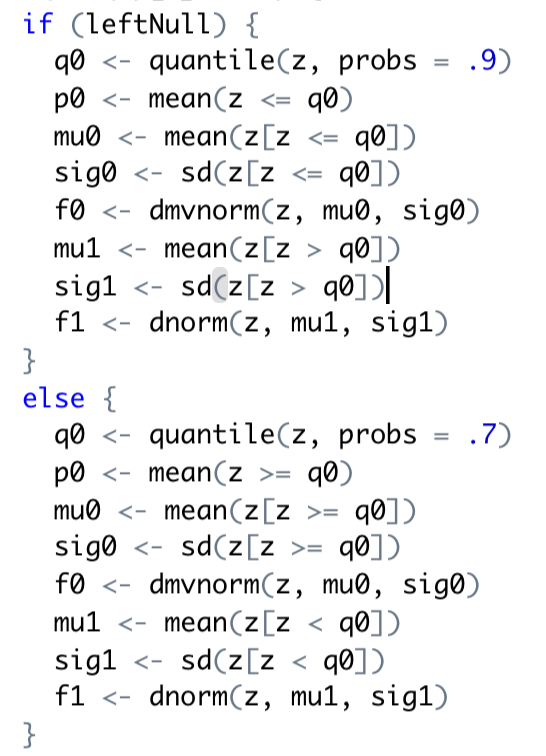 if (leftNull) {
  q0 <- quantile(z, probs = .9)
  p0 <- mean(z <= q0)
  mu0 <- mean(z[z <= q0])
  sig0 <- sd(z[z <= q0])
  f0 <- dmvnorm(z, mu0, sig0)
  mu1 <- mean(z[z > q0])
  sig1 <- sd(z[z > q0])
  f1 <- dnorm(z, mu1, sig1)
}
else {
  q0 <- quantile(z, probs = .7)
  p0 <- mean(z >= q0)
  mu0 <- mean(z[z >= q0])
  sig0 <- sd(z[z >= q0])
  f0 <- dmvnorm(z, mu0, sig0)
  mu1 <- mean(z[z < q0])
  sig1 <- sd(z[z < q0])
  f1 <- dnorm(z, mu1, sig1)
}